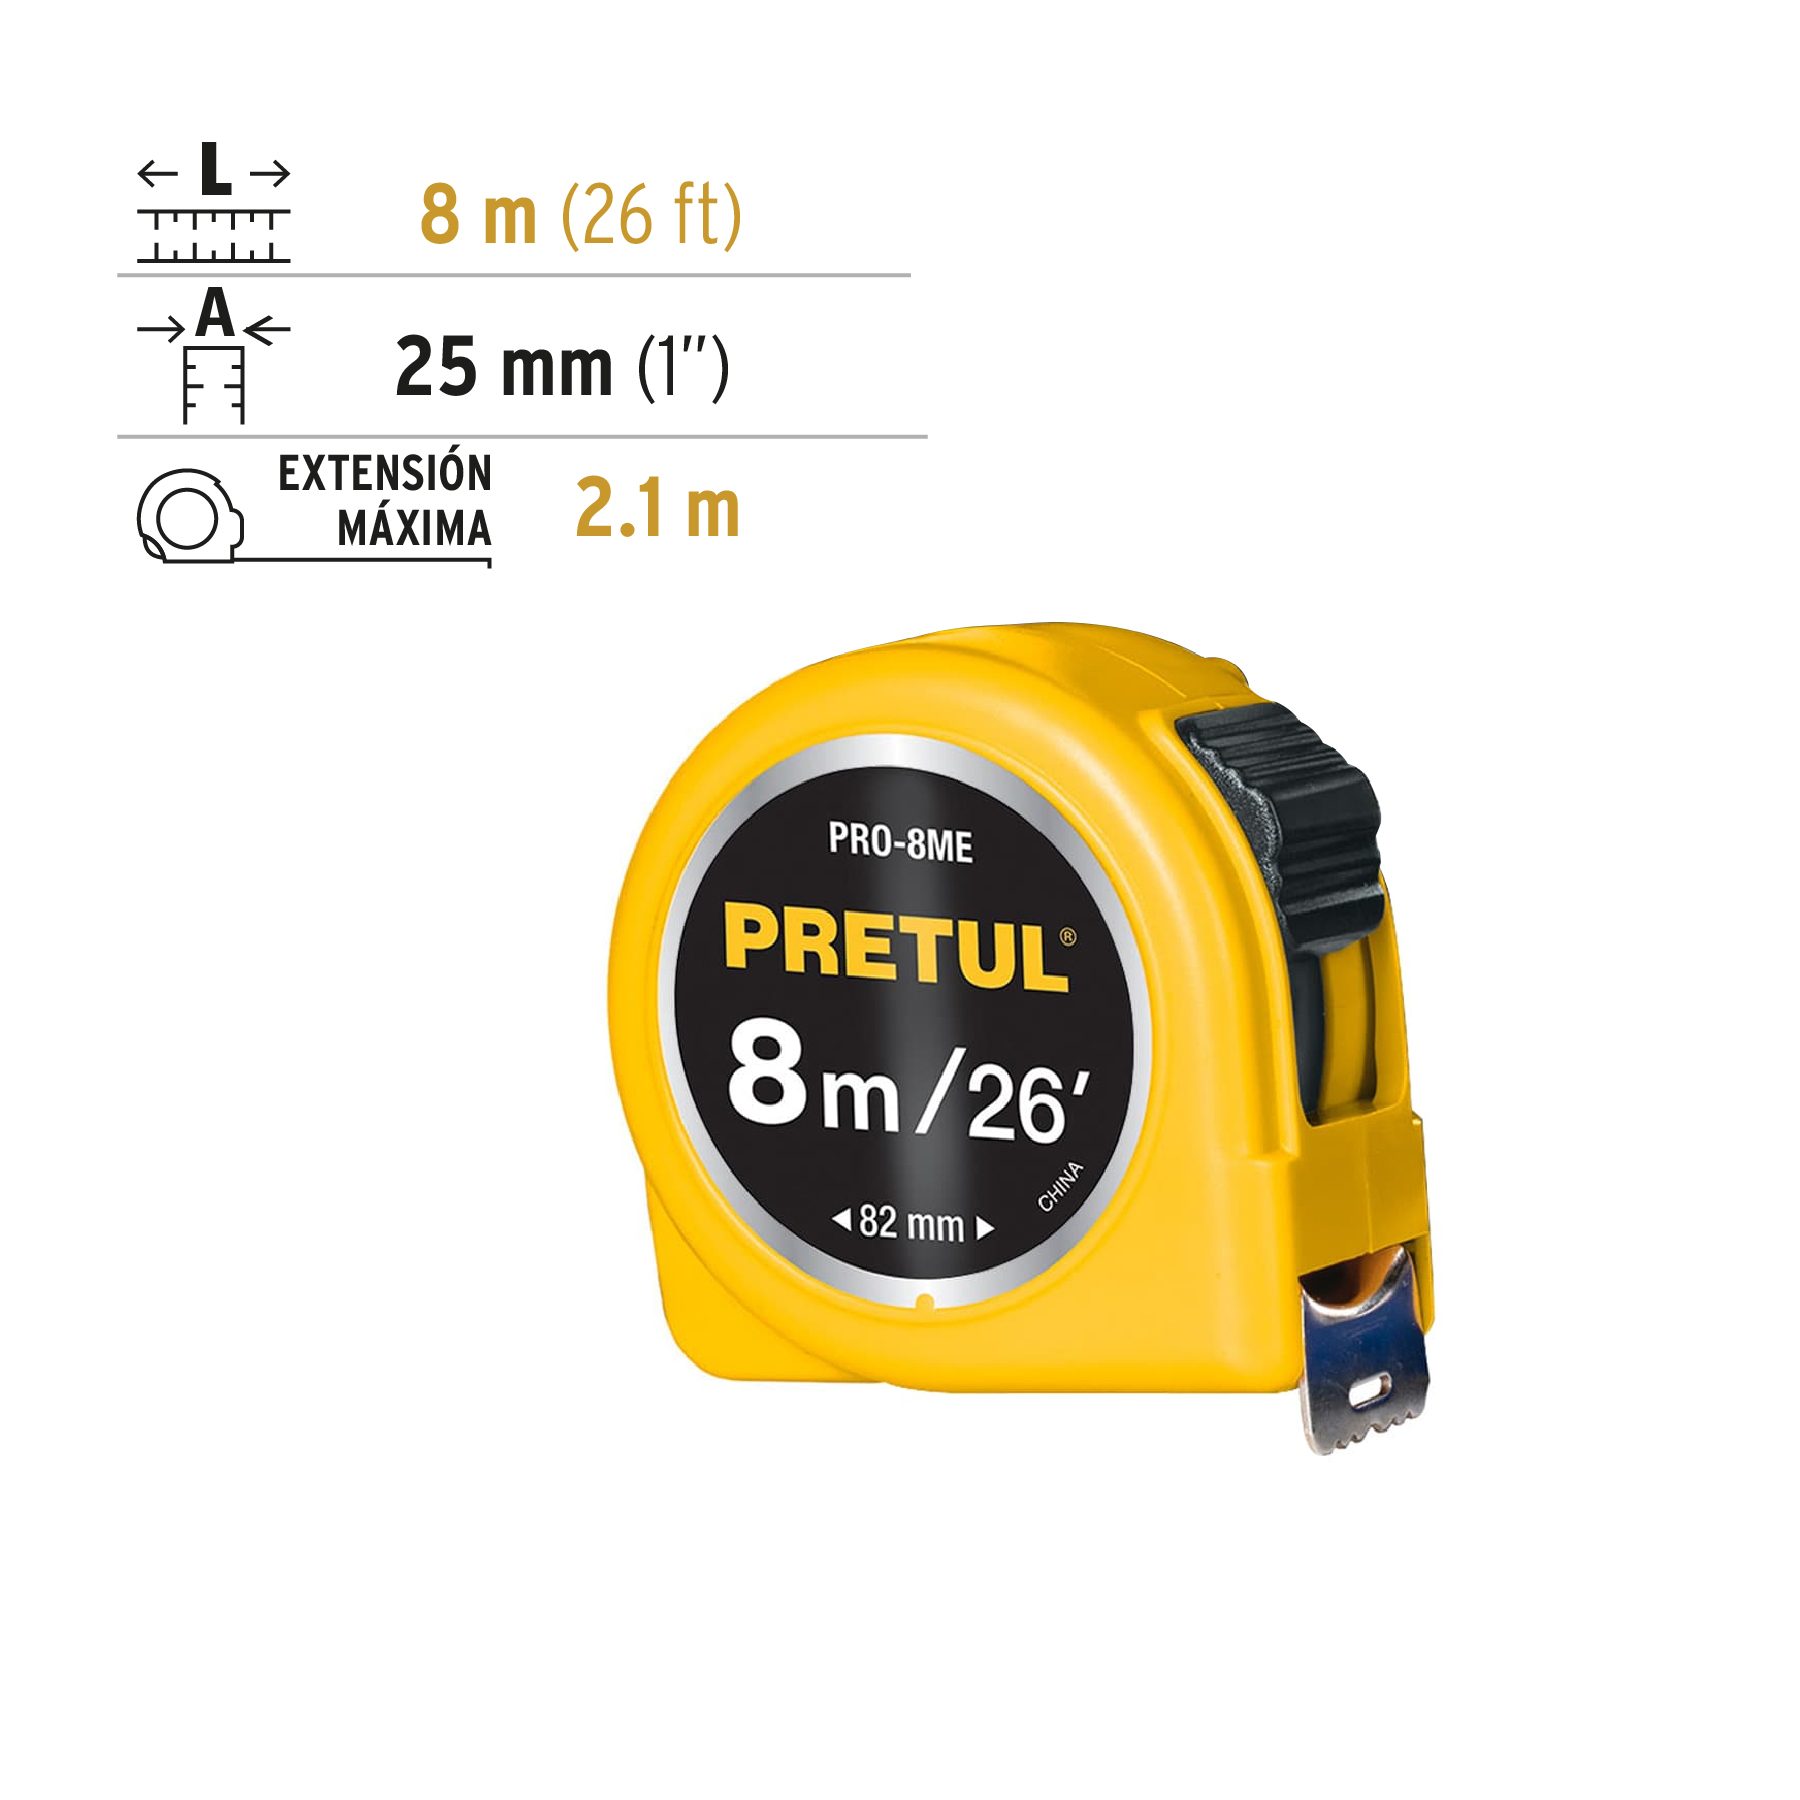 L
8 m (26 ft)
A
25 mm (1")
EXTENSIÓN
MÁXIMA
2.1 m
PRO-8ME
PRETUL®
8m/26'
CHINA
82 mm